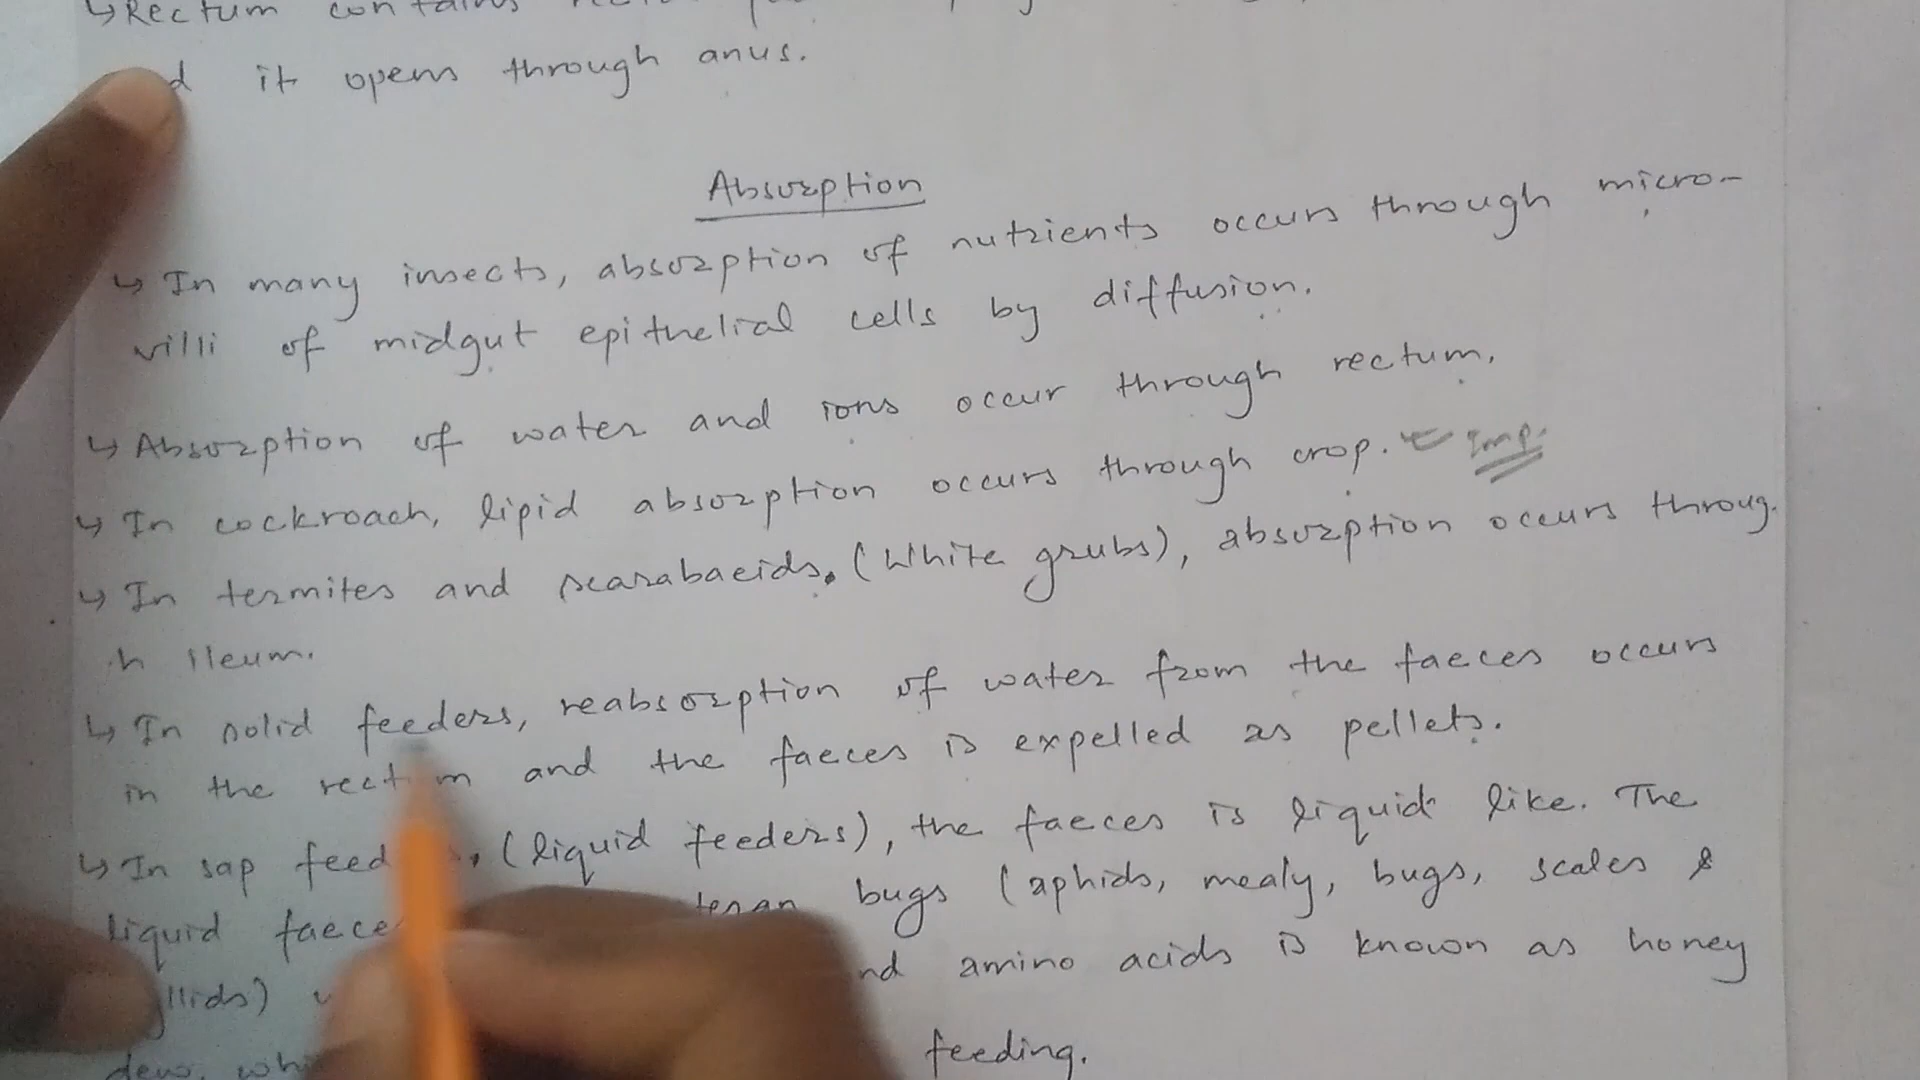 ↳ Rectum contains
it opens through anus.
Absorption
↳ In many insects, absorption of nutrients occurs through micro-
villi of midgut epithelial cells by diffusion.
↳ Absorption of water and ions occur through rectum.
↳ In cockroach, lipid absorption occurs through crop. ← Imp.
↳ In termites and scarabaeids. (White grubs), absorption occurs throug-
h ileum.
↳ In solid feeders, reabsorption of water from the faeces occurs
in the rectum and the faeces is expelled as pellets.
↳ In sap (liquid feeders), the faeces is liquid like. The
liquid bugs (aphids, mealy, bugs, scales &
amino acids is known as honey
dew, feeding.